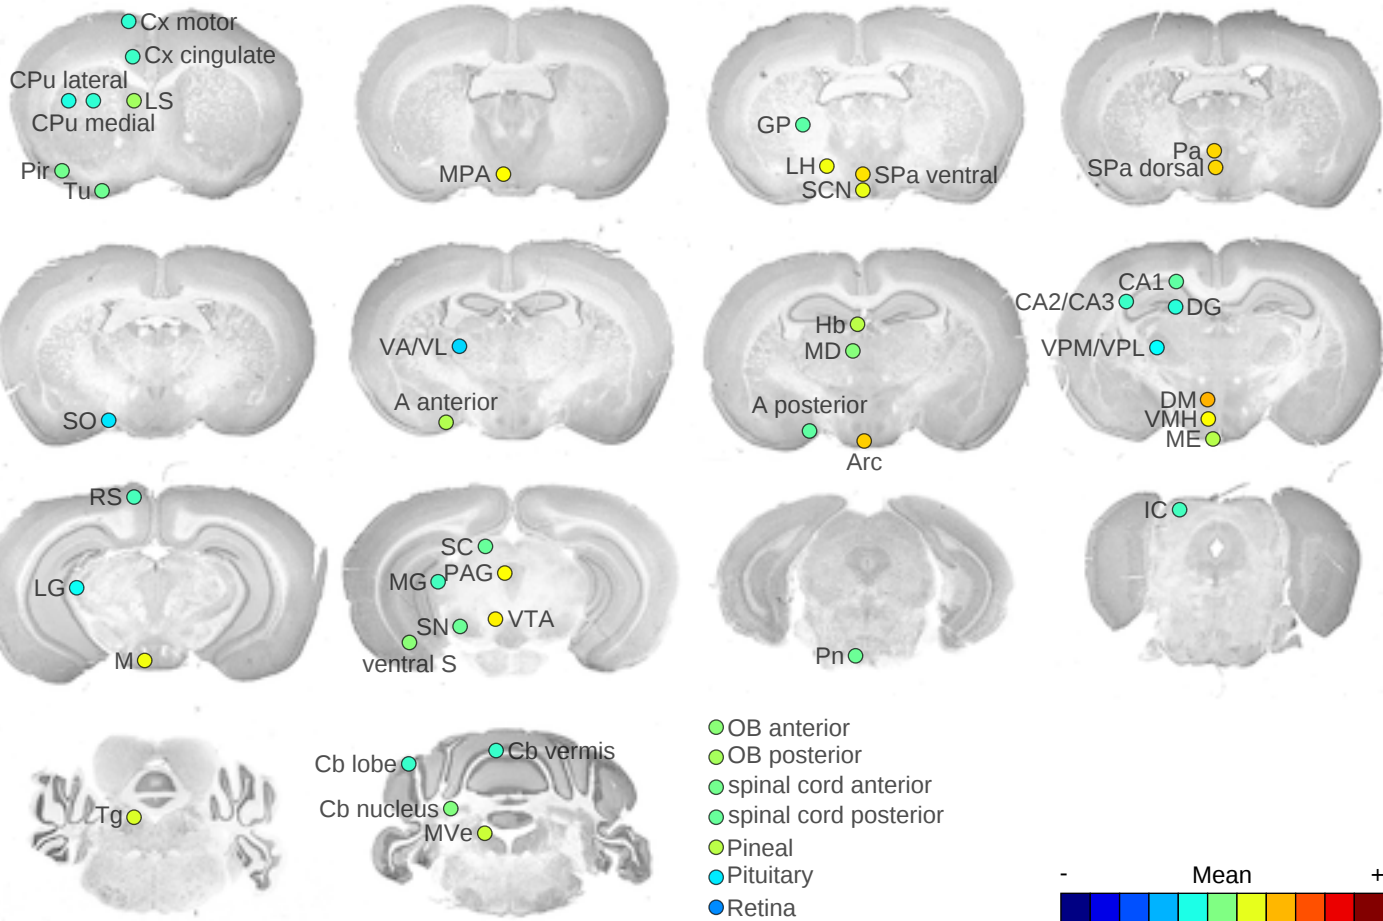 Cx motor
Cx cingulate
CPu lateral
LS
CPu medial
Pir
Tu
MPA
GP
LH
SPa ventral
SCN
Pa
SPa dorsal
SO
VA/VL
A anterior
Hb
MD
A posterior
Arc
CA1
CA2/CA3
DG
VPM/VPL
DM
VMH
ME
RS
LG
M
SC
PAG
MG
SN
VTA
ventral S
Pn
IC
Tg
Cb lobe
Cb vermis
Cb nucleus
MVe
OB anterior
OB posterior
spinal cord anterior
spinal cord posterior
Pineal
Pituitary
Retina
- Mean +